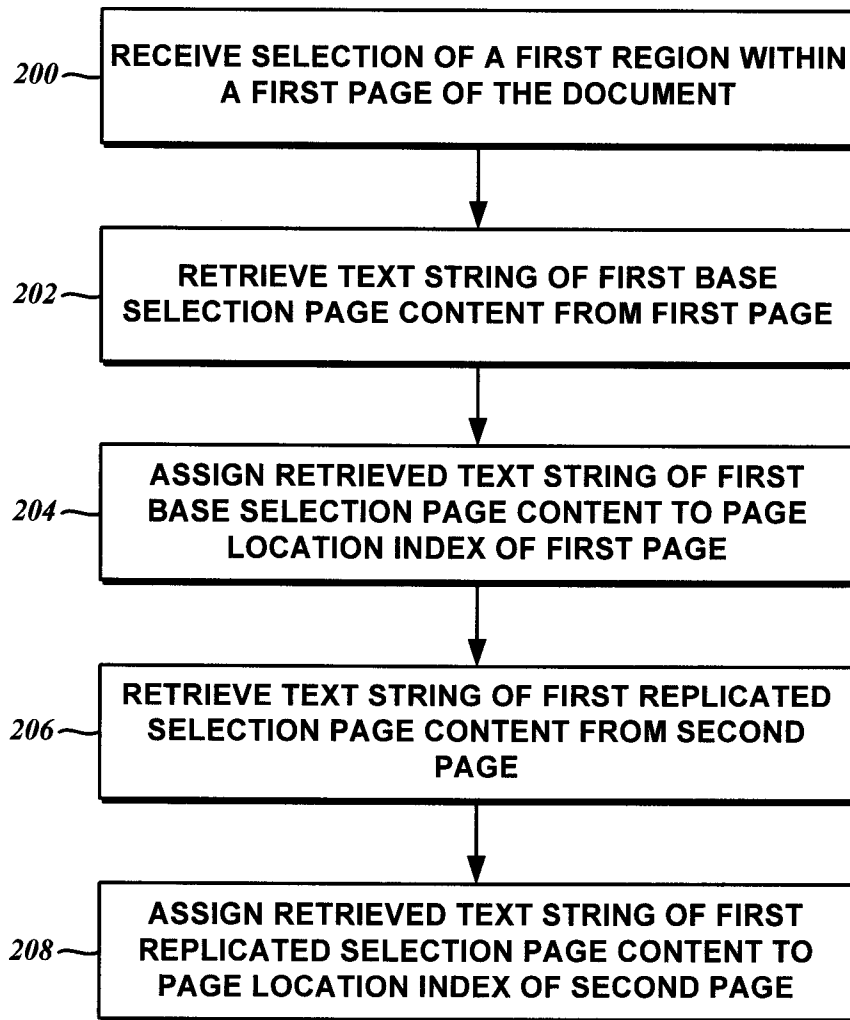 200
RECEIVE SELECTION OF A FIRST REGION WITHIN
A FIRST PAGE OF THE DOCUMENT
202
RETRIEVE TEXT STRING OF FIRST BASE
SELECTION PAGE CONTENT FROM FIRST PAGE
204
ASSIGN RETRIEVED TEXT STRING OF FIRST
BASE SELECTION PAGE CONTENT TO PAGE
LOCATION INDEX OF FIRST PAGE
206
RETRIEVE TEXT STRING OF FIRST REPLICATED
SELECTION PAGE CONTENT FROM SECOND
PAGE
208
ASSIGN RETRIEVED TEXT STRING OF FIRST
REPLICATED SELECTION PAGE CONTENT TO
PAGE LOCATION INDEX OF SECOND PAGE